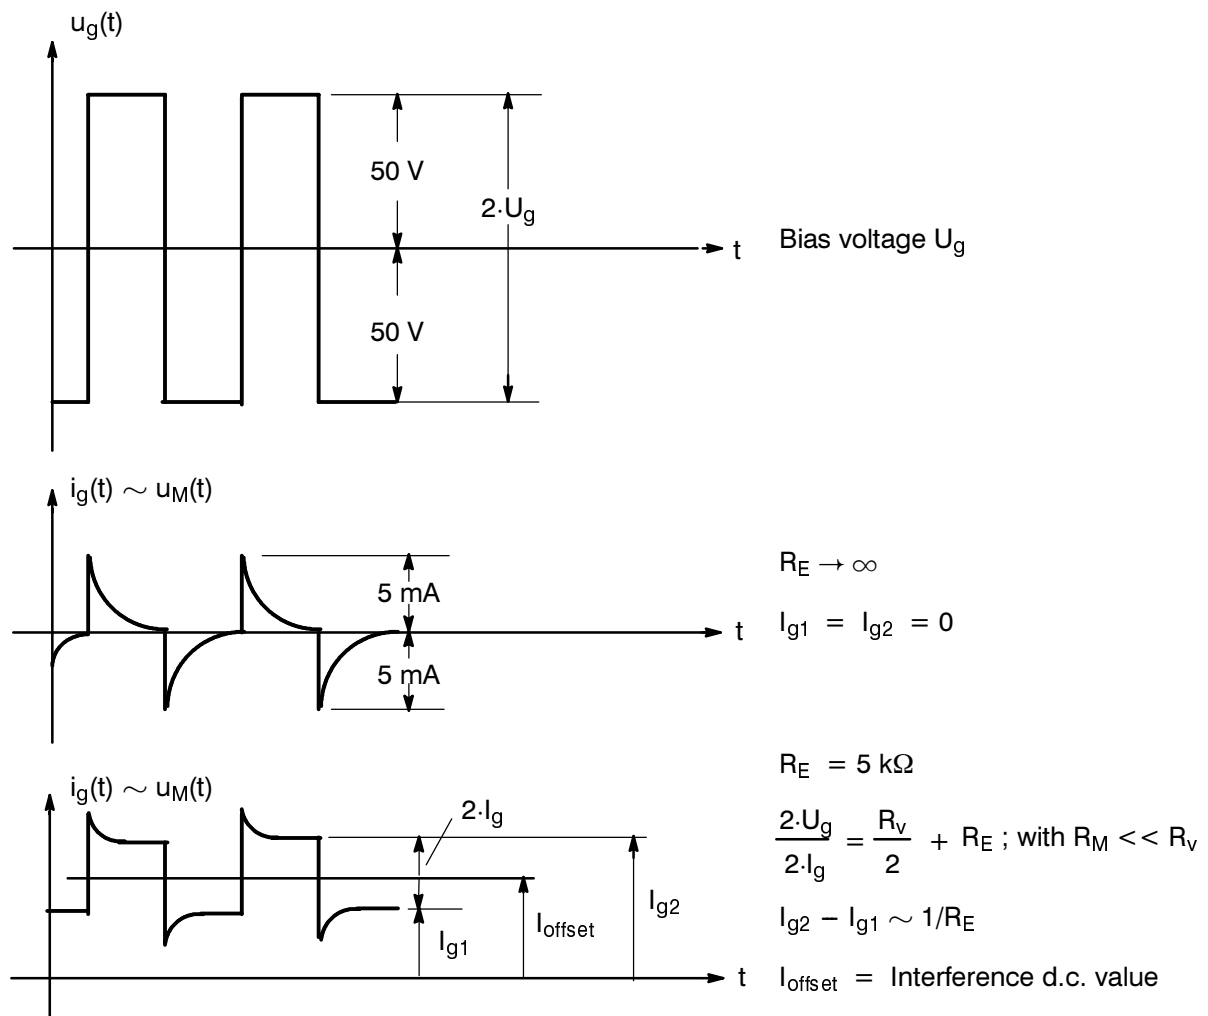 u_g(t)
50 V
2·U_g
t
Bias voltage U_g
50 V
i_g(t) ∼ u_M(t)
R_E → ∞
5 mA
t
I_g1 = I_g2 = 0
5 mA
R_E = 5 kΩ
i_g(t) ∼ u_M(t)
2·I_g
2·U_g / 2·I_g = R_v / 2 + R_E ; with R_M << R_v
I_g2
I_g2 − I_g1 ∼ 1/R_E
I_offset
I_g1
t
I_offset = Interference d.c. value